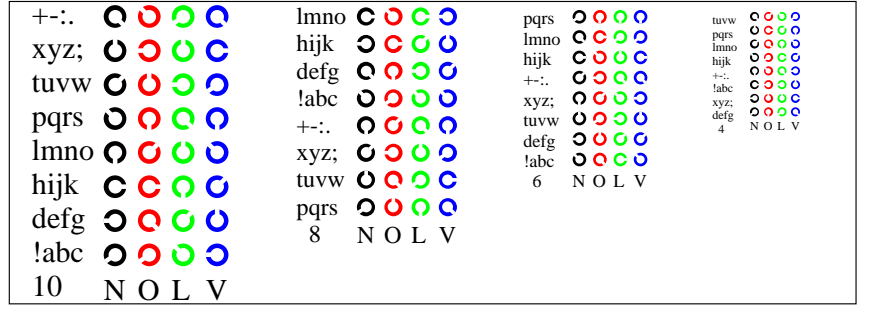 +-:.
xyz;
tuvw
pqrs
lmno
hijk
defg
!abc
10 N O L V
lmno
hijk
defg
!abc
+-:.
xyz;
tuvw
pqrs
8 N O L V
pqrs
lmno
hijk
+-:.
xyz;
tuvw
defg
!abc
6 N O L V
tuvw
pqrs
lmno
hijk
+-:.
!abc
xyz;
defg
4 N O L V